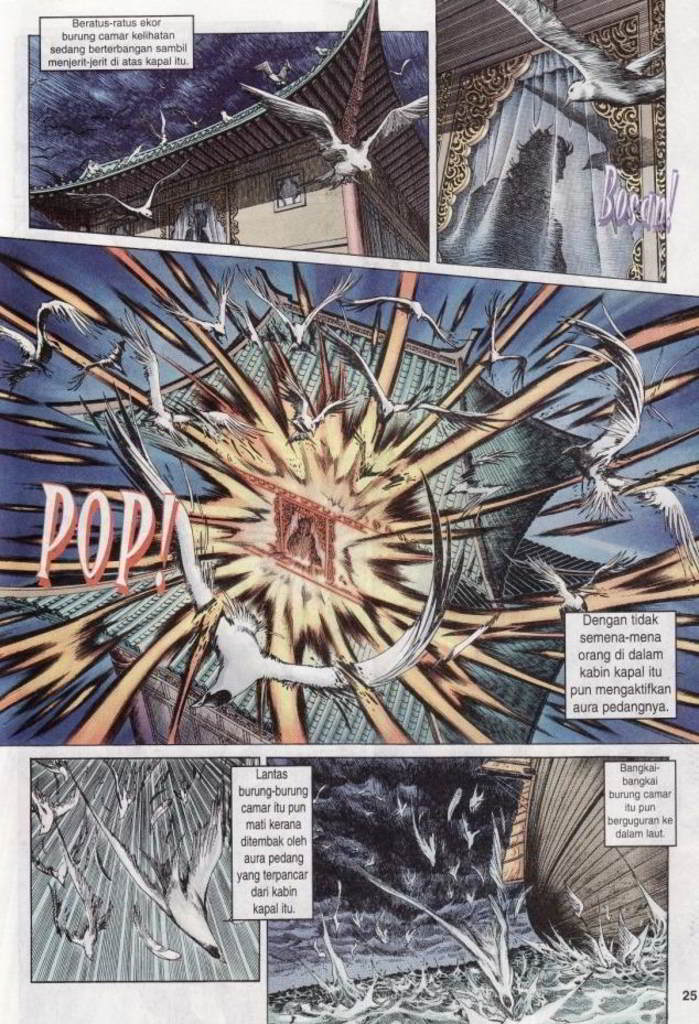 Beratus-ratus ekor
burung camar kelihatan
sedang berterbangan sambil
menjerit-jerit di atas kapal itu.
Bosan!
POP!
Dengan tidak
semena-mena
orang di dalam
kabin kapal itu
pun mengaktifkan
aura pedangnya.
Lantas
burung-burung
camar itu pun
mati kerana
ditembak oleh
aura pedang
yang terpancar
dari kabin
kapal itu.
Bangkai-
bangkai
burung camar
itu pun
berguguran ke
dalam laut.
25